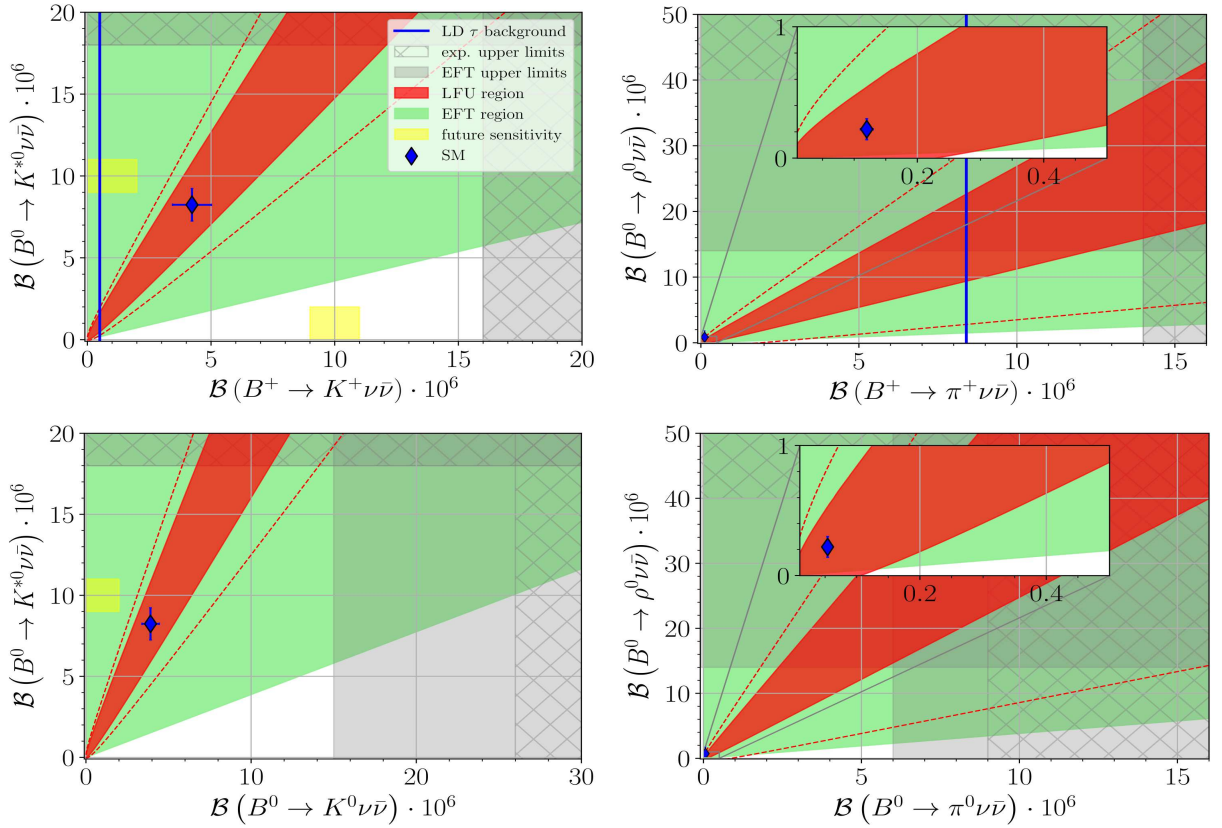 20
15
10
5
0
0 5 10 15 20
B(B⁰ → K*⁰νν̄) · 10⁶
B(B⁺ → K⁺νν̄) · 10⁶
LD τ background
exp. upper limits
EFT upper limits
LFU region
EFT region
future sensitivity
SM
50
40
30
20
10
0
0 5 10 15
B(B⁰ → ρ⁰νν̄) · 10⁶
B(B⁺ → π⁺νν̄) · 10⁶
1
0
0.2 0.4
20
15
10
5
0
0 10 20 30
B(B⁰ → K*⁰νν̄) · 10⁶
B(B⁰ → K⁰νν̄) · 10⁶
50
40
30
20
10
0
0 5 10 15
B(B⁰ → ρ⁰νν̄) · 10⁶
B(B⁰ → π⁰νν̄) · 10⁶
1
0
0.2 0.4